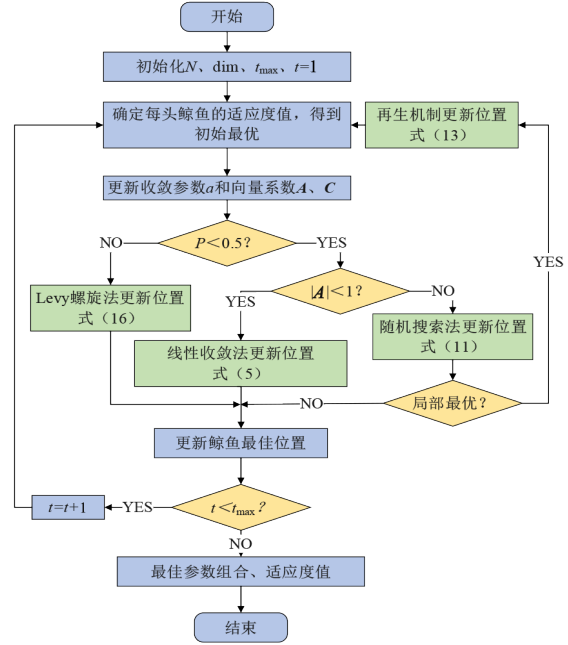 开始
初始化N、dim、tmax、t=1
确定每头鲸鱼的适应度值，得到
初始最优
再生机制更新位置
式（13）
更新收敛参数a和向量系数A、C
P＜0.5？
NO
YES
YES
|A|＜1？
YES
NO
Levy螺旋法更新位置
式（16）
随机搜索法更新位置
式（11）
线性收敛法更新位置
式（5）
局部最优？
NO
更新鲸鱼最佳位置
t＜tmax？
YES
t=t+1
NO
最佳参数组合、适应度值
结束